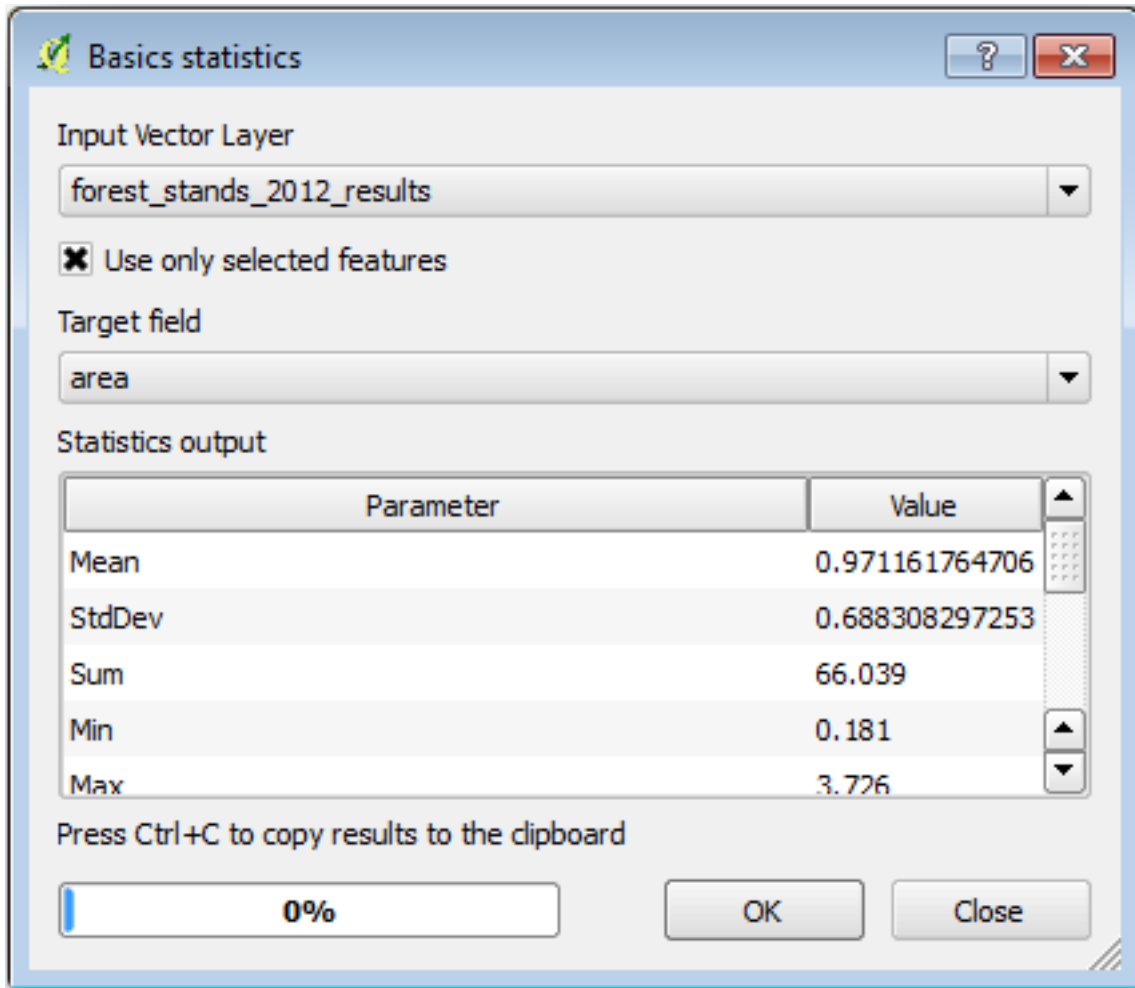 Basics statistics
Input Vector Layer
forest_stands_2012_results
Use only selected features
Target field
area
Statistics output
Parameter Value
Mean 0.971161764706
StdDev 0.688308297253
Sum 66.039
Min 0.181
Max 3.726
Press Ctrl+C to copy results to the clipboard
0% OK Close